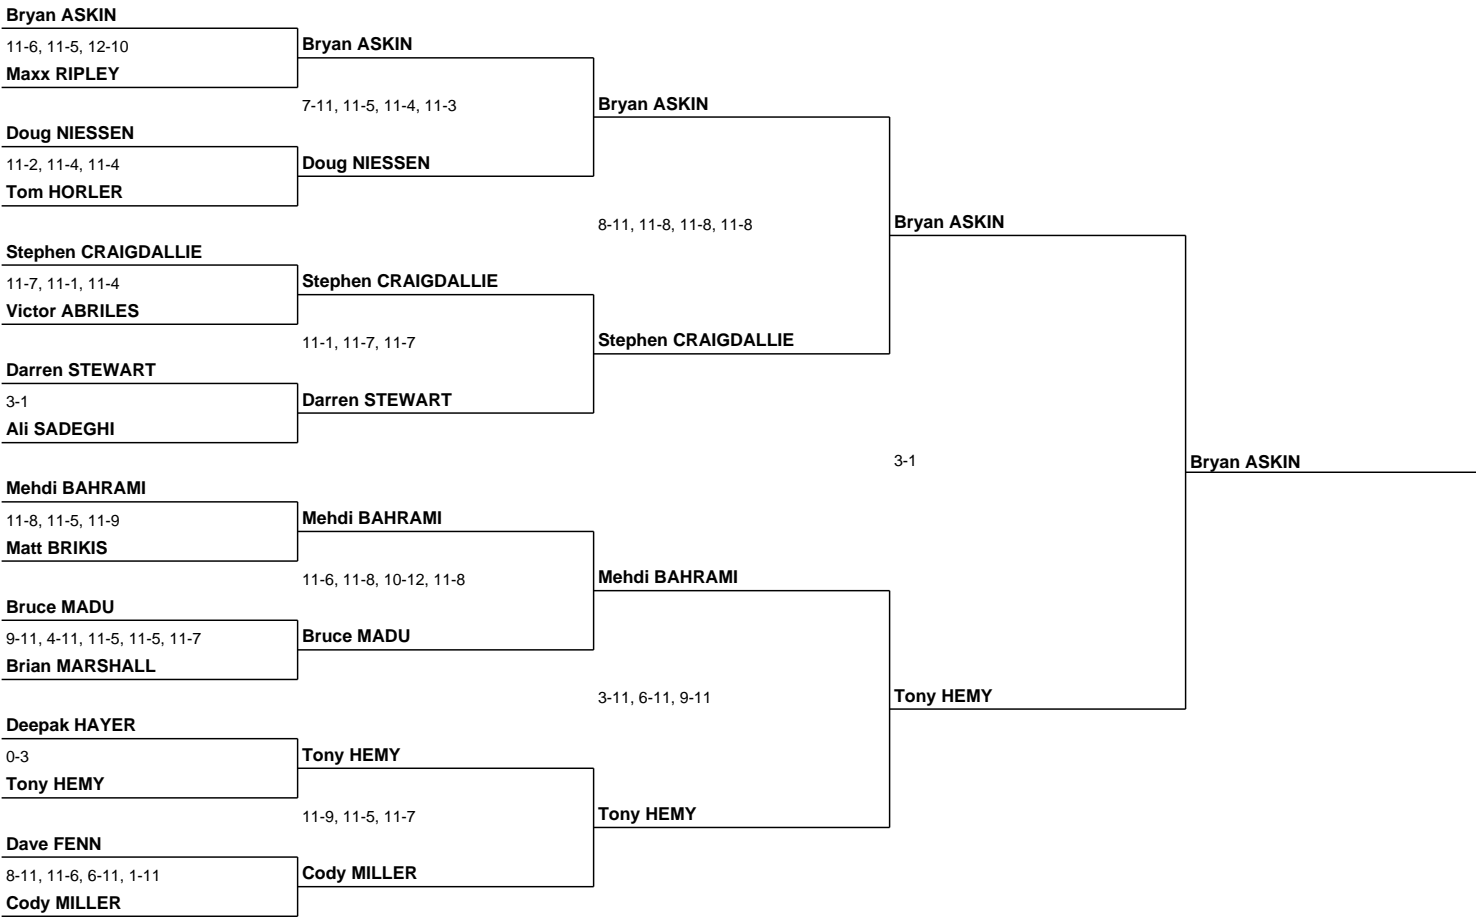 Bryan ASKIN
11-6, 11-5, 12-10
Maxx RIPLEY
Doug NIESSEN
11-2, 11-4, 11-4
Tom HORLER
Stephen CRAIGDALLIE
11-7, 11-1, 11-4
Victor ABRILES
Darren STEWART
3-1
Ali SADEGHI
Mehdi BAHRAMI
11-8, 11-5, 11-9
Matt BRIKIS
Bruce MADU
9-11, 4-11, 11-5, 11-5, 11-7
Brian MARSHALL
Deepak HAYER
0-3
Tony HEMY
Dave FENN
8-11, 11-6, 6-11, 1-11
Cody MILLER
Bryan ASKIN
7-11, 11-5, 11-4, 11-3
Doug NIESSEN
Stephen CRAIGDALLIE
11-1, 11-7, 11-7
Darren STEWART
Mehdi BAHRAMI
11-6, 11-8, 10-12, 11-8
Bruce MADU
Tony HEMY
11-9, 11-5, 11-7
Cody MILLER
Bryan ASKIN
8-11, 11-8, 11-8, 11-8
Stephen CRAIGDALLIE
Mehdi BAHRAMI
3-11, 6-11, 9-11
Tony HEMY
Bryan ASKIN
3-1
Tony HEMY
Bryan ASKIN